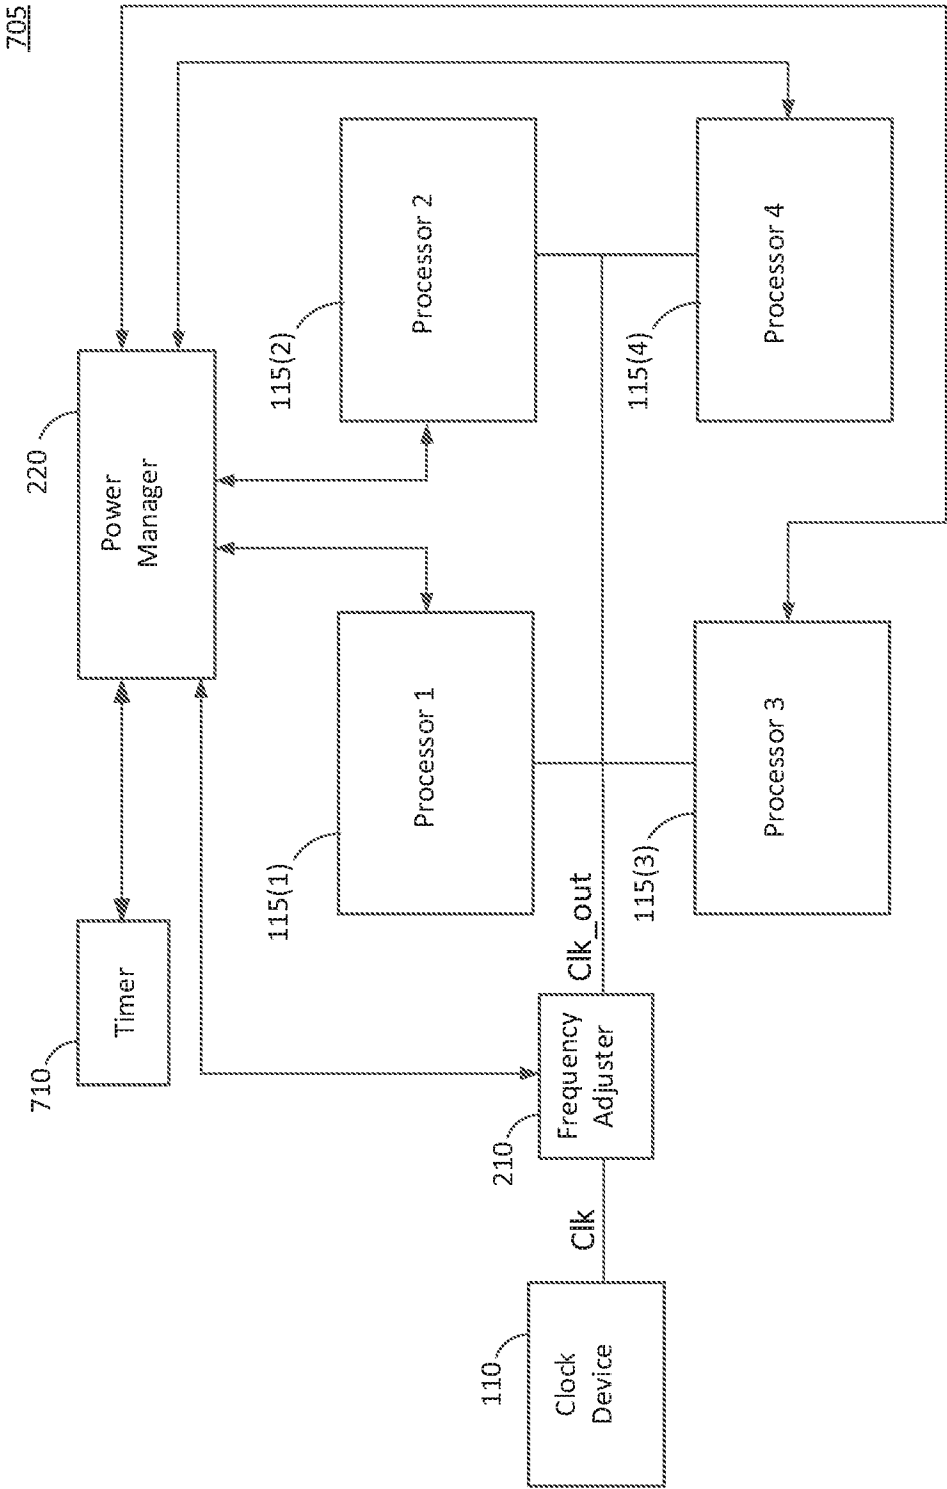 705
710
Timer
220
Power
Manager
115(1)
Processor 1
115(2)
Processor 2
110
Clock
Device
Clk
210
Frequency
Adjuster
Clk_out
115(3)
Processor 3
115(4)
Processor 4